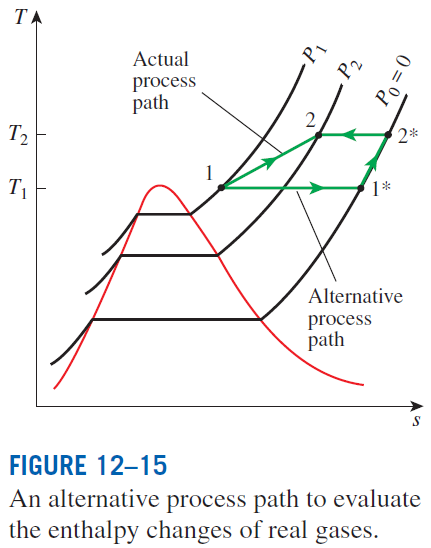 T
Actual
process
path
P₁
P₂
P₀ = 0
T₂
2
2*
T₁
1
1*
Alternative
process
path
s
FIGURE 12–15
An alternative process path to evaluate
the enthalpy changes of real gases.